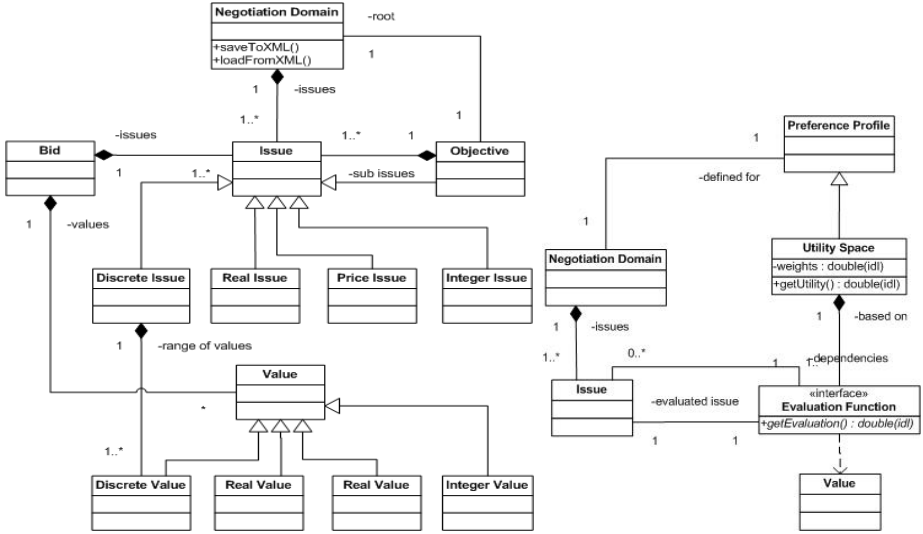 Negotiation Domain
+saveToXML()
+loadFromXML()
-root
1
1
-issues
1..*
1
Bid
-issues
1
1..*
Issue
1..*
1
Objective
-sub issues
1
-values
Discrete Issue
Real Issue
Price Issue
Integer Issue
1
-range of values
Value
*
1..*
Discrete Value
Real Value
Real Value
Integer Value
Preference Profile
1
-defined for
1
Negotiation Domain
Utility Space
-weights : double(idl)
+getUtility() : double(idl)
1
-issues
1
-based on
1..*
0..*
1
1..
-dependencies
Issue
-evaluated issue
«interface»
Evaluation Function
+getEvaluation() : double(idl)
1
1
Value